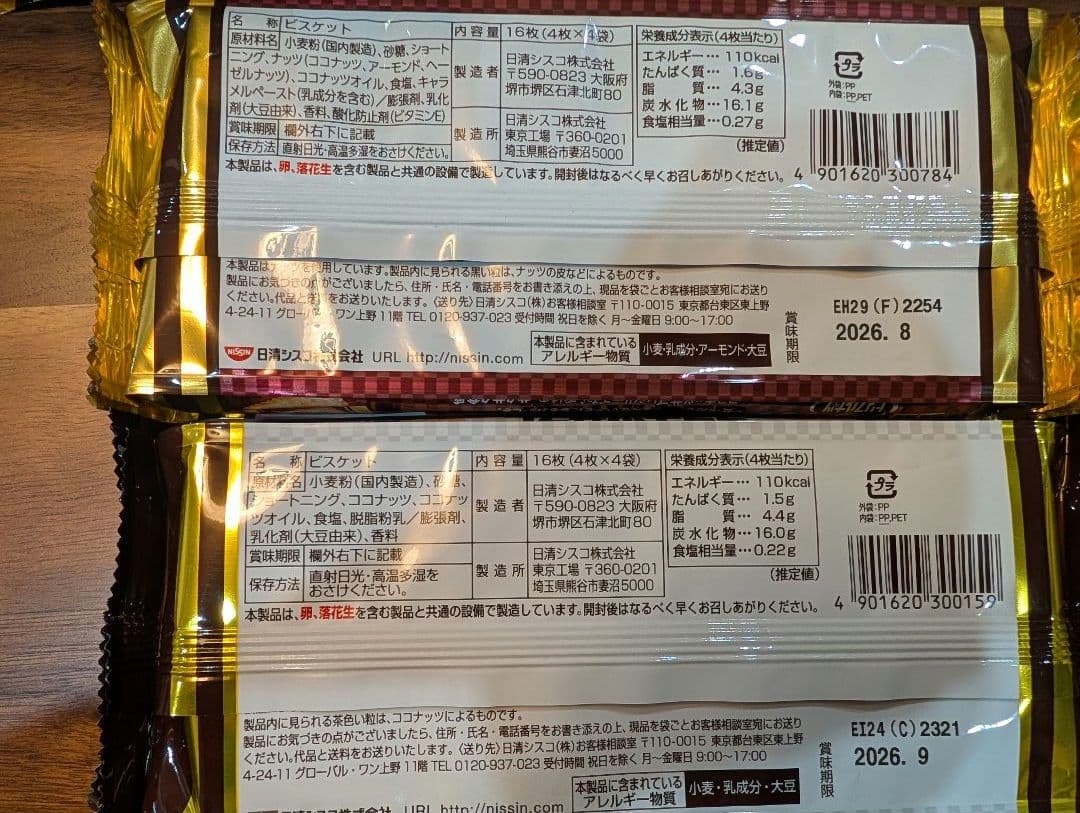 名称 ビスケット
原材料名 小麦粉(国内製造)、砂糖、ショート
ニング、ナッツ(ココナッツ、アーモンド、ヘー
ゼルナッツ)、ココナッツオイル、食塩、キャラ
メルペースト(乳成分を含む)/膨張剤、乳化
剤(大豆由来)、香料、酸化防止剤(ビタミンE)
賞味期限 欄外右下に記載
保存方法 直射日光・高温多湿をおさけください。
内容量 16枚(4枚×4袋)
製造者 日清シスコ株式会社
〒590-0823 大阪府
堺市堺区石津北町80
製造所 日清シスコ株式会社
東京工場 〒360-0201
埼玉県熊谷市妻沼5000
栄養成分表示(4枚当たり)
エネルギー… 110kcal
たんぱく質… 1.6g
脂質… 4.3g
炭水化物… 16.1g
食塩相当量… 0.27g
(推定値)
プラ
外袋:PP
内袋:PP,PET
4 901620 300784
本製品は、卵、落花生を含む製品と共通の設備で製造しています。開封後はなるべく早くお召しあがりください。
本製品はナッツを使用しています。製品内に見られる黒い粒は、ナッツの皮などによるものです。
製品にお気づきの点がございましたら、住所・氏名・電話番号をお書き添えの上、現品を袋ごとお客様相談室宛にお送り
ください。代品と送料をお送りいたします。〈送り先〉日清シスコ(株)お客様相談室 〒110-0015 東京都台東区東上野
4-24-11 グローバル・ワン上野 11階 TEL 0120-937-023 受付時間 祝日を除く 月〜金曜日 9:00〜17:00
NISSIN 日清シスコ株式会社 URL http://nissin.com
本製品に含まれている
アレルギー物質 小麦・乳成分・アーモンド・大豆
賞味期限
EH29 (F) 2254
2026. 8
名称 ビスケット
原材料名 小麦粉(国内製造)、砂糖、
ショートニング、ココナッツ、ココナッ
ツオイル、食塩、脱脂粉乳/膨張剤、
乳化剤(大豆由来)、香料
賞味期限 欄外右下に記載
保存方法 直射日光・高温多湿を
おさけください。
内容量 16枚(4枚×4袋)
製造者 日清シスコ株式会社
〒590-0823 大阪府
堺市堺区石津北町80
製造所 日清シスコ株式会社
東京工場 〒360-0201
埼玉県熊谷市妻沼5000
栄養成分表示(4枚当たり)
エネルギー… 110kcal
たんぱく質… 1.5g
脂質… 4.4g
炭水化物… 16.0g
食塩相当量… 0.22g
(推定値)
プラ
外袋:PP
内袋:PP,PET
4 901620 300159
本製品は、卵、落花生を含む製品と共通の設備で製造しています。開封後はなるべく早くお召しあがりください。
製品内に見られる茶色い粒は、ココナッツによるものです。
製品にお気づきの点がございましたら、住所・氏名・電話番号をお書き添えの上、現品を袋ごとお客様相談室宛にお送り
ください。代品と送料をお送りいたします。〈送り先〉日清シスコ(株)お客様相談室 〒110-0015 東京都台東区東上野
4-24-11 グローバル・ワン上野 11階 TEL 0120-937-023 受付時間 祝日を除く 月〜金曜日 9:00〜17:00
日清シスコ株式会社 URL http://nissin.com
本製品に含まれている
アレルギー物質 小麦・乳成分・大豆
賞味期限
EI24 (C) 2321
2026. 9